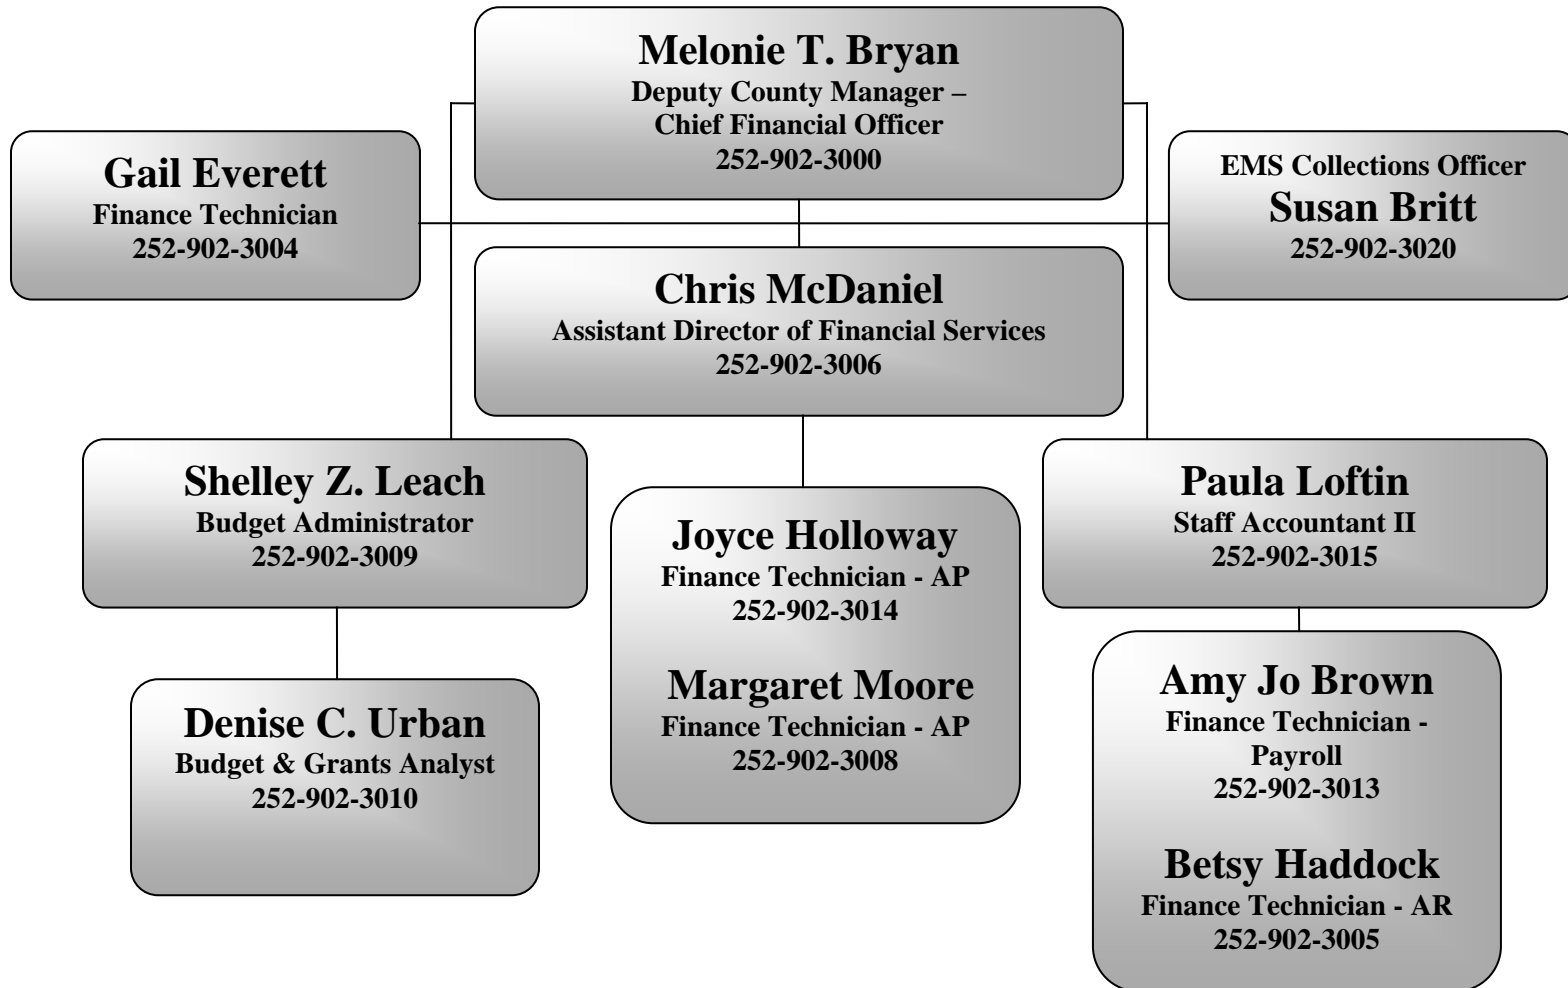 Melonie T. Bryan
Deputy County Manager –
Chief Financial Officer
252-902-3000
Gail Everett
Finance Technician
252-902-3004
EMS Collections Officer
Susan Britt
252-902-3020
Chris McDaniel
Assistant Director of Financial Services
252-902-3006
Shelley Z. Leach
Budget Administrator
252-902-3009
Joyce Holloway
Finance Technician - AP
252-902-3014
Margaret Moore
Finance Technician - AP
252-902-3008
Paula Loftin
Staff Accountant II
252-902-3015
Denise C. Urban
Budget & Grants Analyst
252-902-3010
Amy Jo Brown
Finance Technician -
Payroll
252-902-3013
Betsy Haddock
Finance Technician - AR
252-902-3005